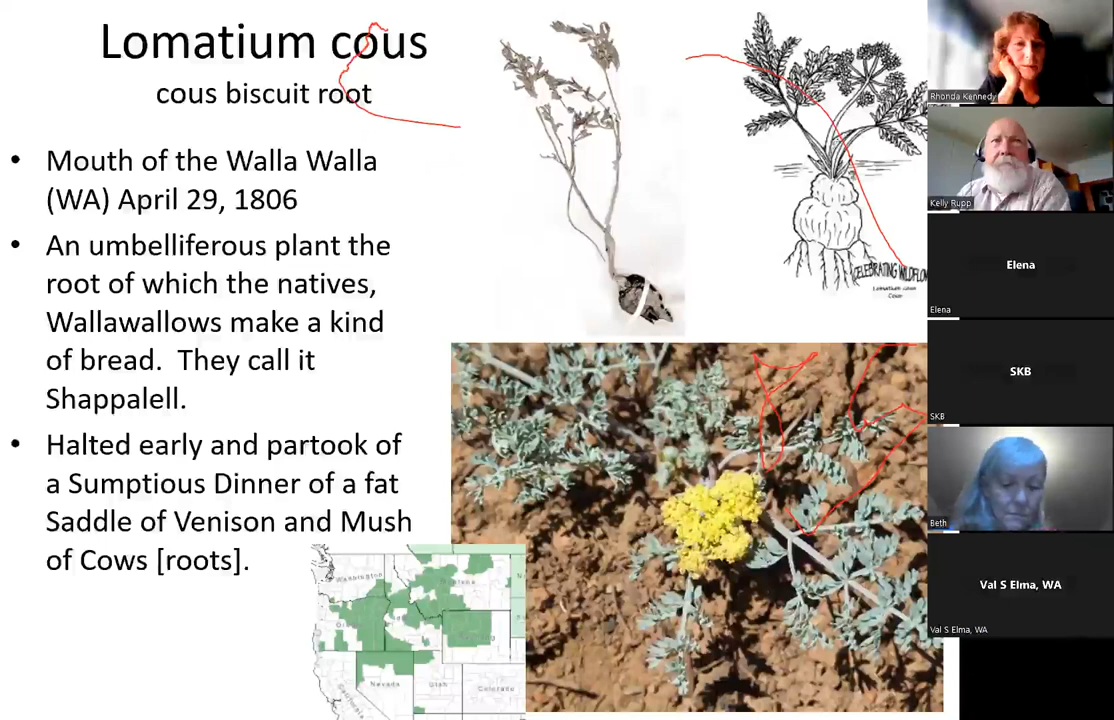 Lomatium cous
cous biscuit root
• Mouth of the Walla Walla
(WA) April 29, 1806
• An umbelliferous plant the
root of which the natives,
Wallawallows make a kind
of bread. They call it
Shappalell.
• Halted early and partook of
a Sumptious Dinner of a fat
Saddle of Venison and Mush
of Cows [roots].
CELEBRATING WILDFLOW
Lomatium cous
Cous
Washington
Montana
Nevada
Utah
Colorado
California
Rhonda Kennedy
Kelly Rupp
Elena
Elena
SKB
SKB
Beth
Val S Elma, WA
Val S Elma, WA